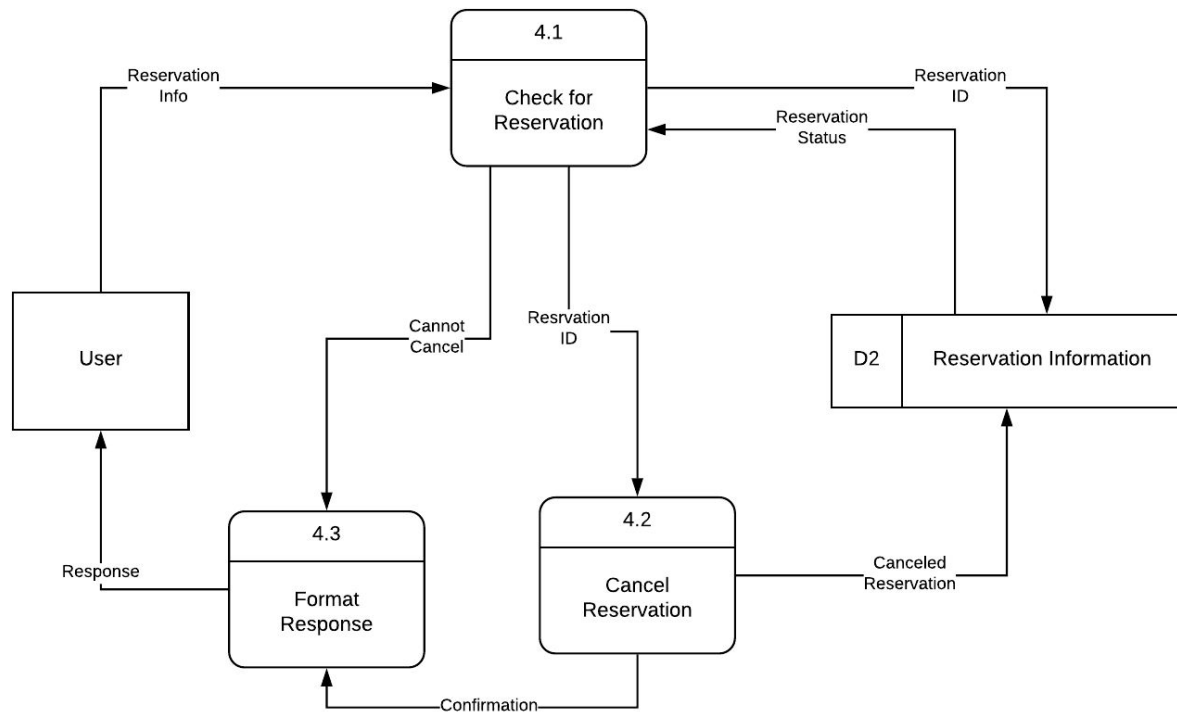 4.1
Check for
Reservation
Reservation
Info
Reservation
ID
Reservation
Status
User
Cannot
Cancel
Resrvation
ID
D2
Reservation Information
4.3
Format
Response
4.2
Cancel
Reservation
Response
Canceled
Reservation
Confirmation